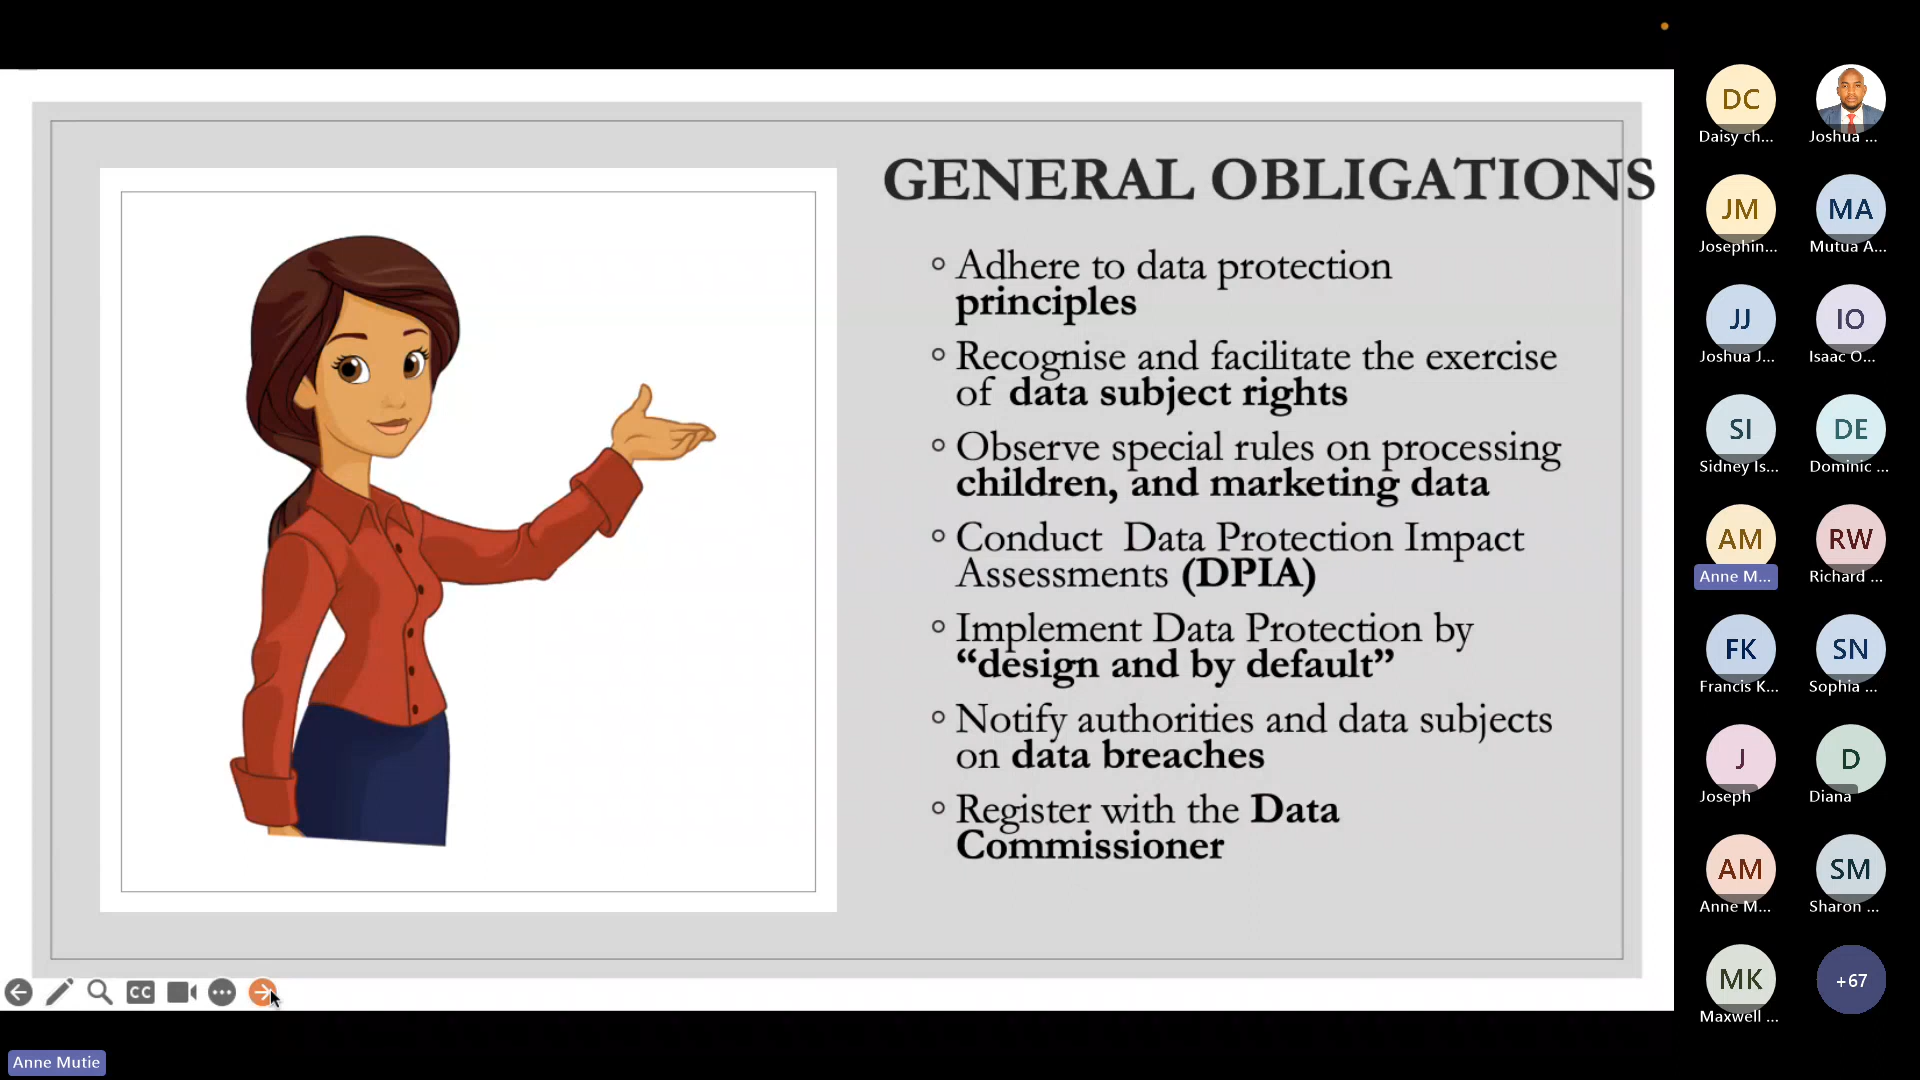 GENERAL OBLIGATIONS
Adhere to data protection
principles
Recognise and facilitate the exercise
of data subject rights
Observe special rules on processing
children, and marketing data
Conduct Data Protection Impact
Assessments (DPIA)
Implement Data Protection by
“design and by default”
Notify authorities and data subjects
on data breaches
Register with the Data
Commissioner
CC
Anne Mutie
DC
Daisy ch...
Joshua ...
JM
Josephin...
MA
Mutua A...
JJ
Joshua J...
IO
Isaac O...
SI
Sidney Is...
DE
Dominic ...
AM
Anne M...
RW
Richard ...
FK
Francis K...
SN
Sophia ...
J
Joseph
D
Diana
AM
Anne M...
SM
Sharon ...
MK
Maxwell ...
+67